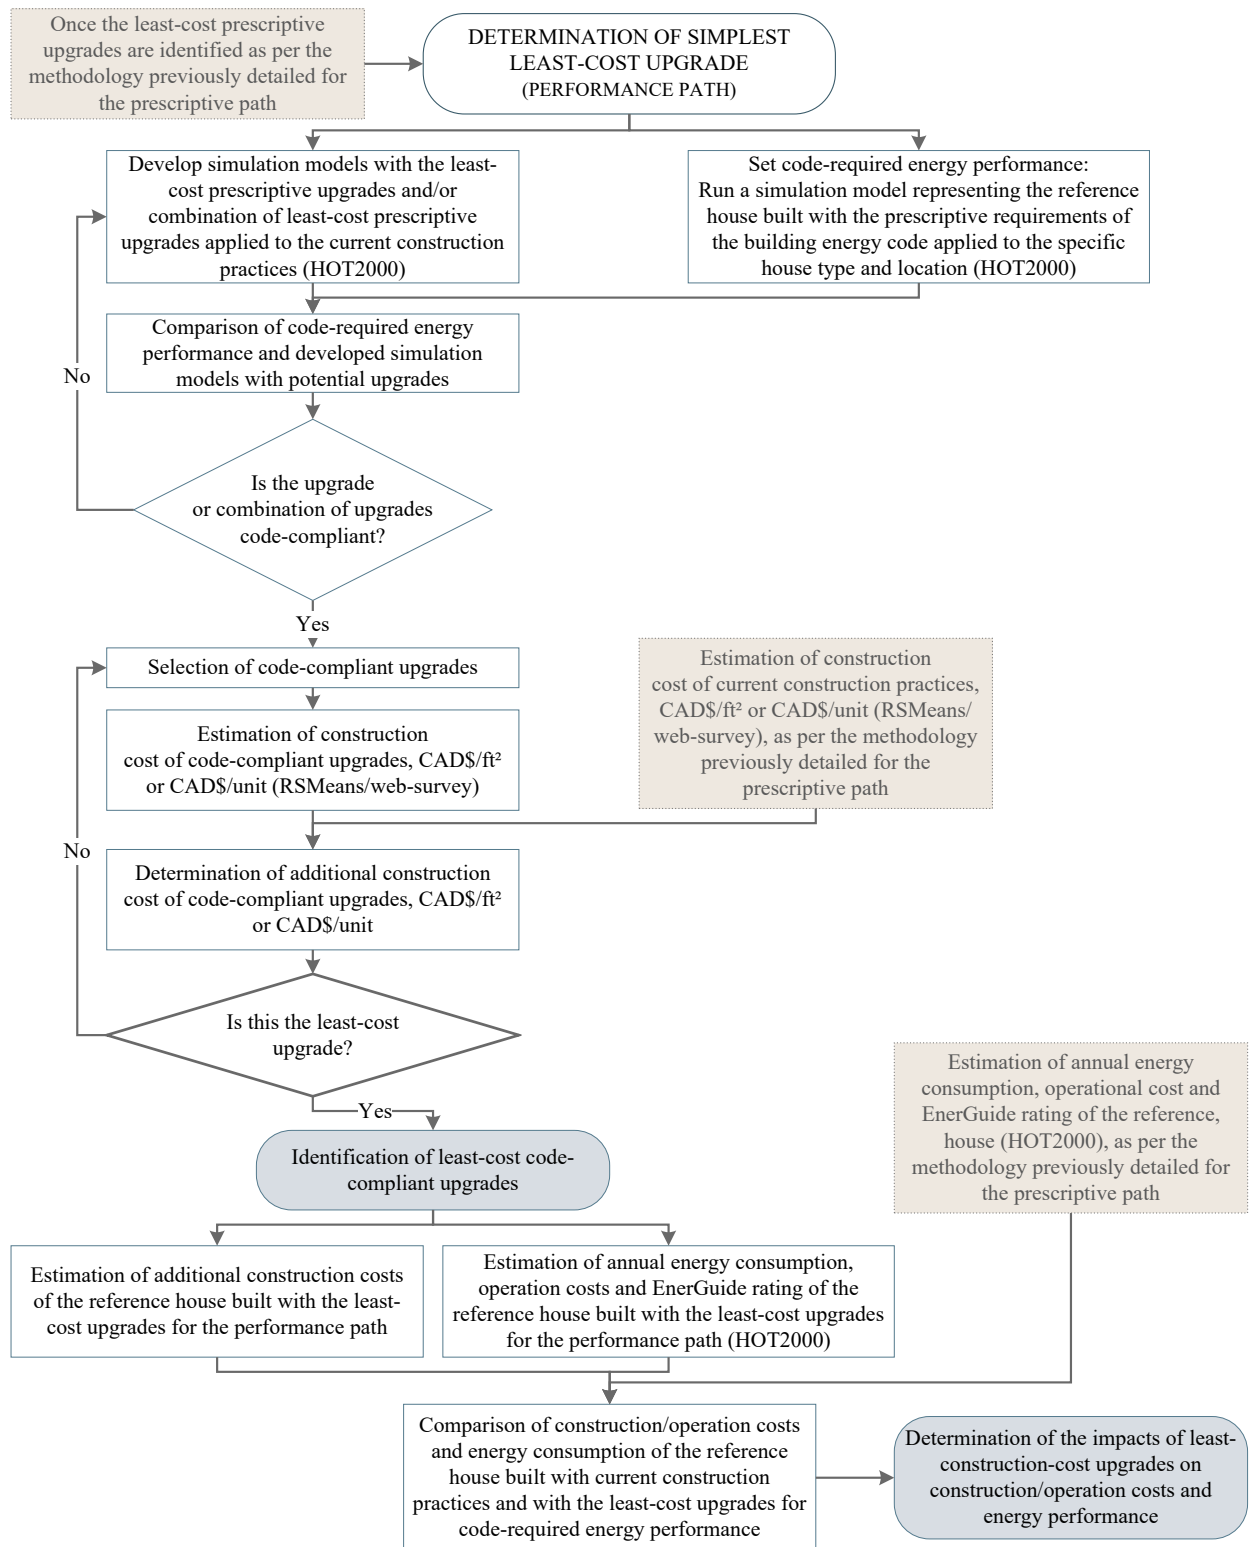 Once the least-cost prescriptive
upgrades are identified as per the
methodology previously detailed for
the prescriptive path
DETERMINATION OF SIMPLEST
LEAST-COST UPGRADE
(PERFORMANCE PATH)
Develop simulation models with the least-
cost prescriptive upgrades and/or
combination of least-cost prescriptive
upgrades applied to the current construction
practices (HOT2000)
Set code-required energy performance:
Run a simulation model representing the reference
house built with the prescriptive requirements of
the building energy code applied to the specific
house type and location (HOT2000)
Comparison of code-required energy
performance and developed simulation
models with potential upgrades
No
Is the upgrade
or combination of upgrades
code-compliant?
Yes
Selection of code-compliant upgrades
Estimation of construction
cost of current construction practices,
CAD$/ft² or CAD$/unit (RSMeans/
web-survey), as per the methodology
previously detailed for the
prescriptive path
Estimation of construction
cost of code-compliant upgrades, CAD$/ft²
or CAD$/unit (RSMeans/web-survey)
No
Determination of additional construction
cost of code-compliant upgrades, CAD$/ft²
or CAD$/unit
Is this the least-cost
upgrade?
Yes
Estimation of annual energy
consumption, operational cost and
EnerGuide rating of the reference,
house (HOT2000), as per the
methodology previously detailed for
the prescriptive path
Identification of least-cost code-
compliant upgrades
Estimation of additional construction costs
of the reference house built with the least-
cost upgrades for the performance path
Estimation of annual energy consumption,
operation costs and EnerGuide rating of the
reference house built with the least-cost upgrades
for the performance path (HOT2000)
Comparison of construction/operation costs
and energy consumption of the reference
house built with current construction
practices and with the least-cost upgrades for
code-required energy performance
Determination of the impacts of least-
construction-cost upgrades on
construction/operation costs and
energy performance